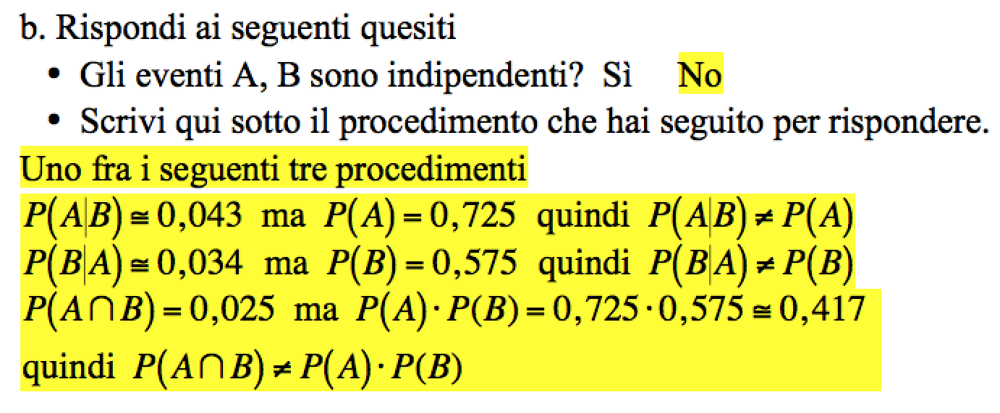 b. Rispondi ai seguenti quesiti
• Gli eventi A, B sono indipendenti? Sì No
• Scrivi qui sotto il procedimento che hai seguito per rispondere.
Uno fra i seguenti tre procedimenti
P(A|B) ≅ 0,043 ma P(A) = 0,725 quindi P(A|B) ≠ P(A)
P(B|A) ≅ 0,034 ma P(B) = 0,575 quindi P(B|A) ≠ P(B)
P(A∩B) = 0,025 ma P(A)·P(B) = 0,725·0,575 ≅ 0,417
quindi P(A∩B) ≠ P(A)·P(B)